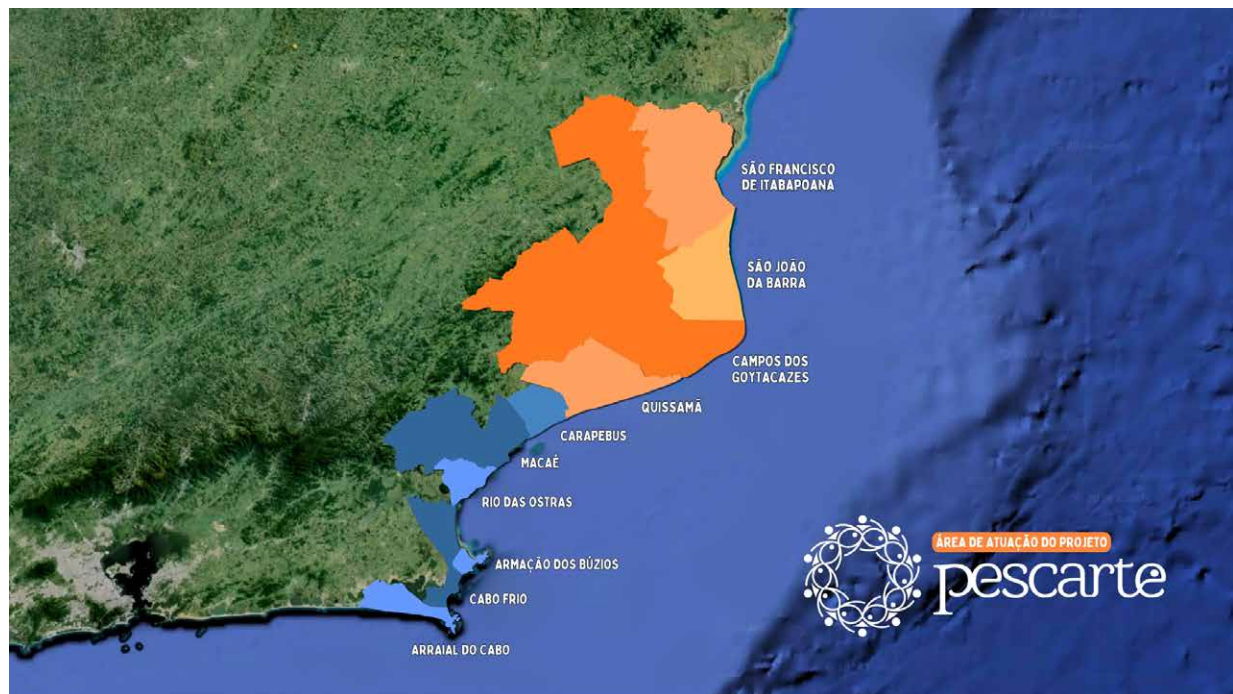 SÃO FRANCISCO
DE ITABAPOANA
SÃO JOÃO
DA BARRA
CAMPOS DOS
GOYTACAZES
QUISSAMÃ
CARAPEBUS
MACAÉ
RIO DAS OSTRAS
ARMAÇÃO DOS BÚZIOS
CABO FRIO
ARRAIAL DO CABO
ÁREA DE ATUAÇÃO DO PROJETO
pescarte